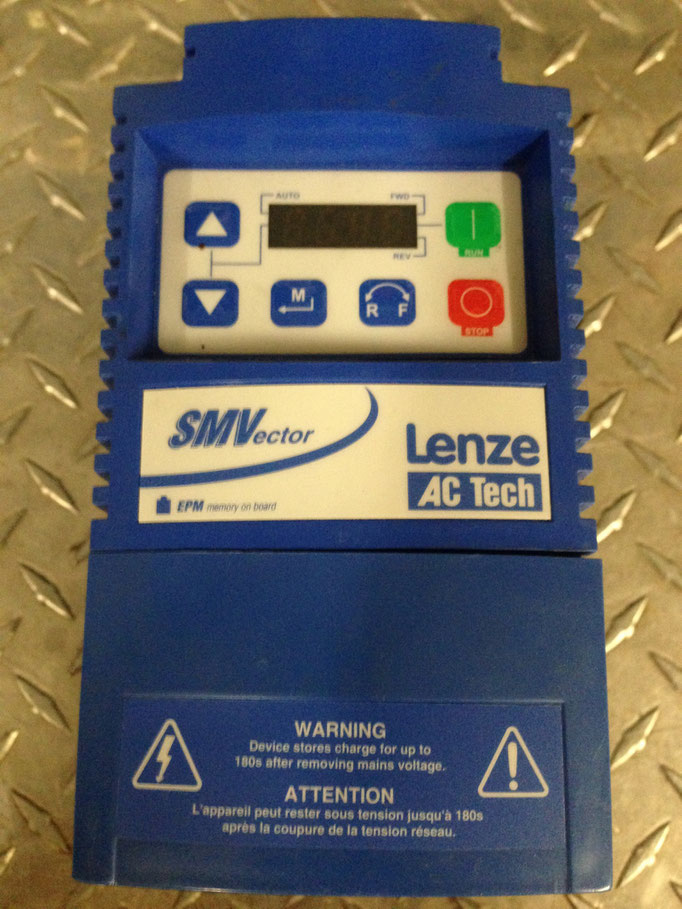 AUTO
FWD
REV
RUN
M
R F
STOP
SMVector
Lenze
AC Tech
EPM memory on board
WARNING
Device stores charge for up to
180s after removing mains voltage.
ATTENTION
L'appareil peut rester sous tension jusqu'à 180s
après la coupure de la tension réseau.